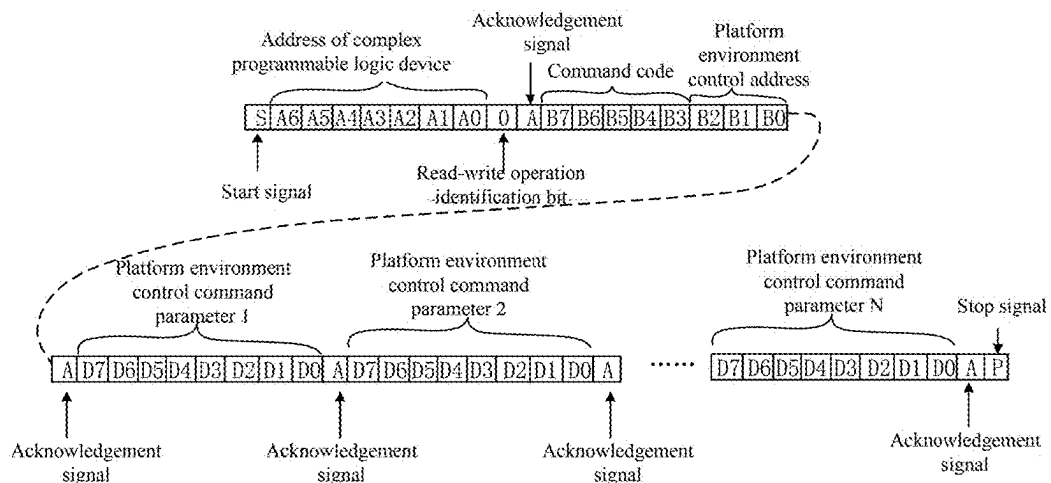 Acknowledgement
signal
Address of complex
programmable logic device
Platform
environment
control address
Command code
S A6 A5 A4 A3 A2 A1 A0 0 A B7 B6 B5 B4 B3 B2 B1 B0
Start signal
Read-write operation
identification bit
Platform environment
control command
parameter 1
Platform environment
control command
parameter 2
Platform environment
control command
parameter N
Stop signal
A D7 D6 D5 D4 D3 D2 D1 D0 A D7 D6 D5 D4 D3 D2 D1 D0 A ...... D7 D6 D5 D4 D3 D2 D1 D0 A P
Acknowledgement
signal
Acknowledgement
signal
Acknowledgement
signal
Acknowledgement
signal